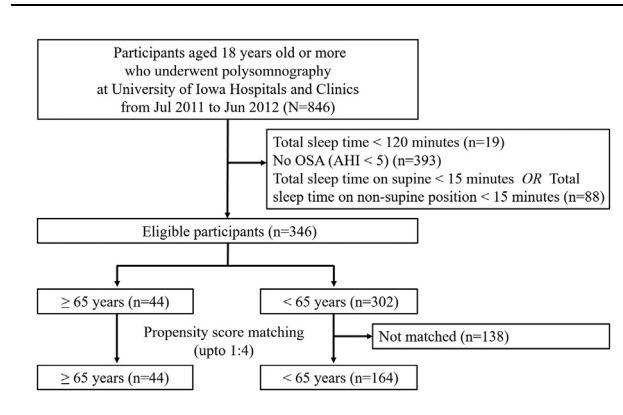 Participants aged 18 years old or more
who underwent polysomnography
at University of Iowa Hospitals and Clinics
from Jul 2011 to Jun 2012 (N=846)
Total sleep time < 120 minutes (n=19)
No OSA (AHI < 5) (n=393)
Total sleep time on supine < 15 minutes OR Total
sleep time on non-supine position < 15 minutes (n=88)
Eligible participants (n=346)
≥ 65 years (n=44)
< 65 years (n=302)
Propensity score matching
(upto 1:4)
Not matched (n=138)
≥ 65 years (n=44)
< 65 years (n=164)